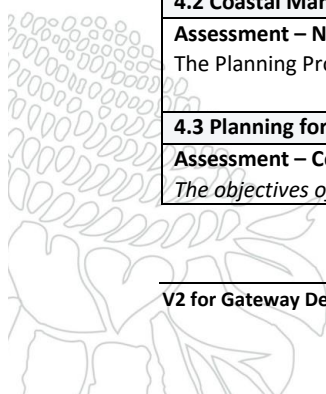 4.2 Coastal Man
Assessment – N
The Planning Pro
4.3 Planning for
Assessment – Co
The objectives o
V2 for Gateway De